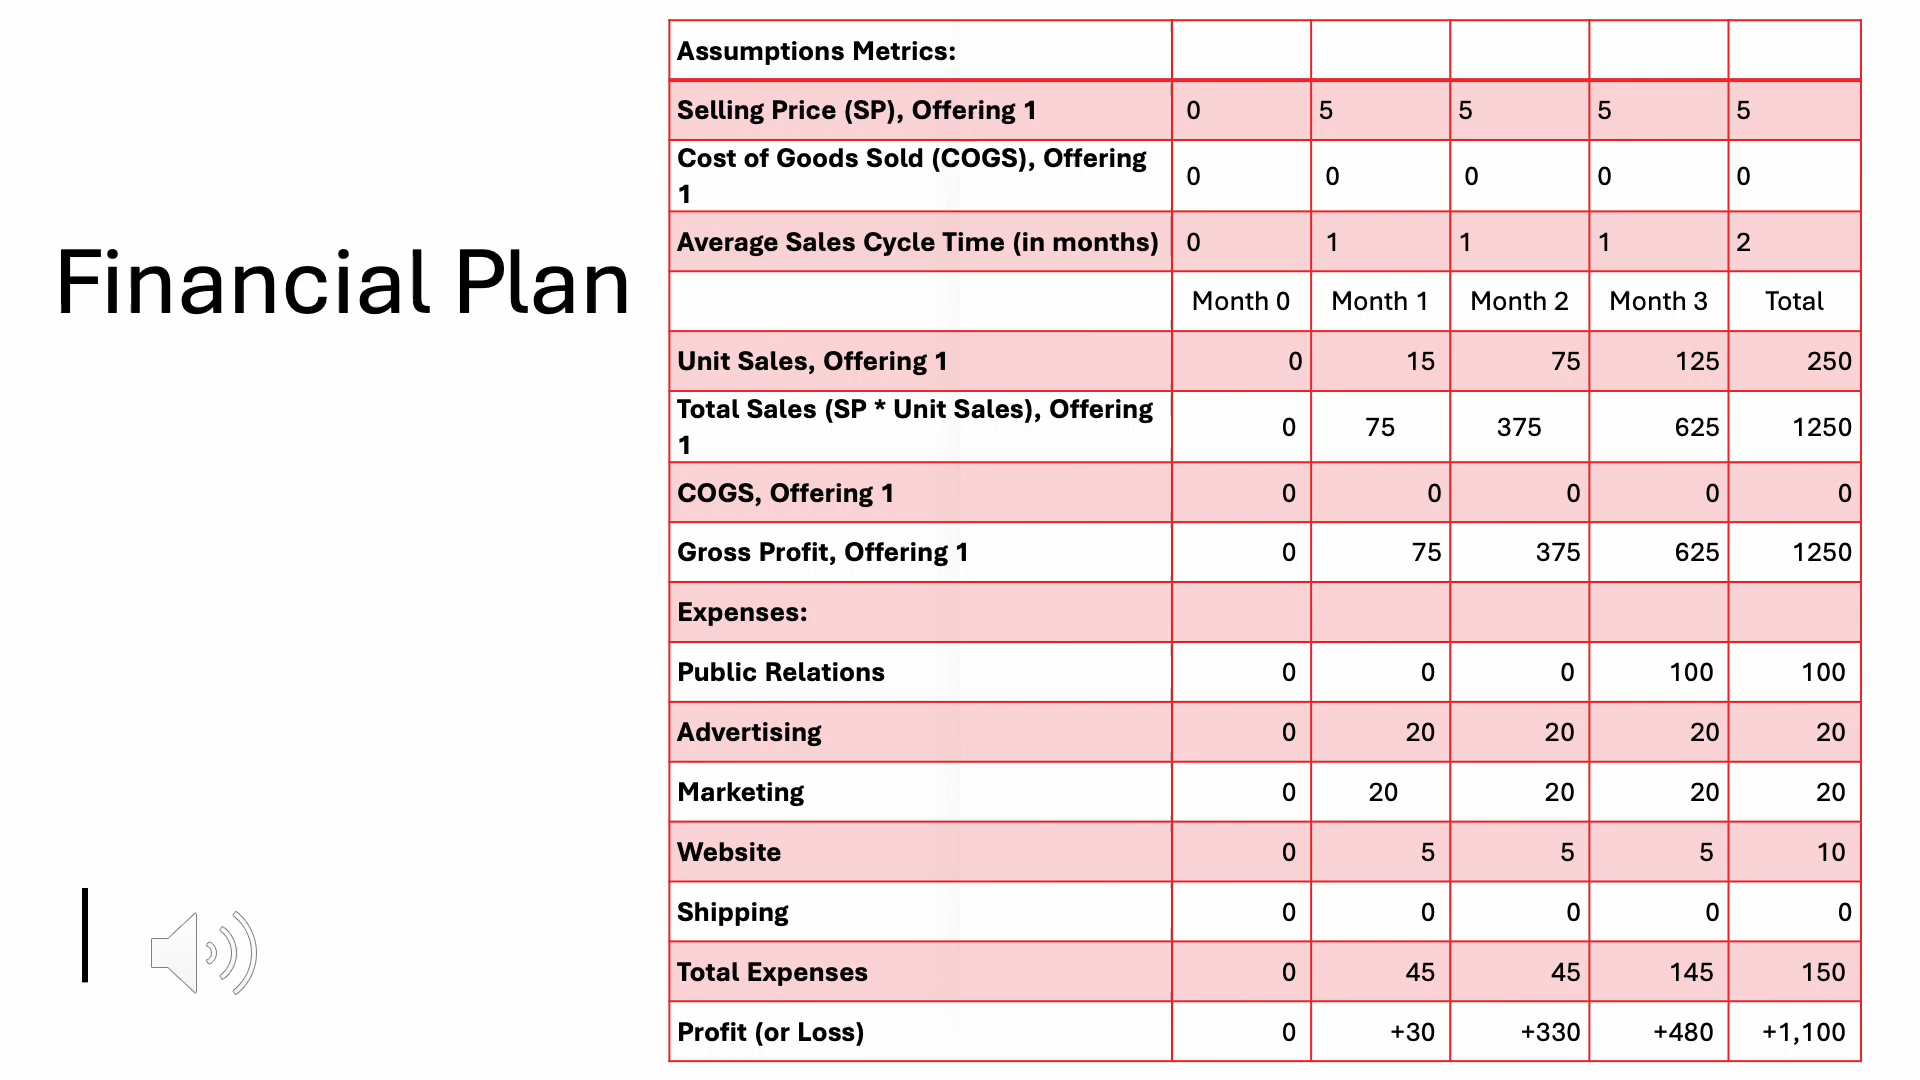 Financial Plan
Assumptions Metrics:
Selling Price (SP), Offering 1 0 5 5 5 5
Cost of Goods Sold (COGS), Offering
1 0 0 0 0 0
Average Sales Cycle Time (in months) 0 1 1 1 2
Month 0 Month 1 Month 2 Month 3 Total
Unit Sales, Offering 1 0 15 75 125 250
Total Sales (SP * Unit Sales), Offering
1 0 75 375 625 1250
COGS, Offering 1 0 0 0 0 0
Gross Profit, Offering 1 0 75 375 625 1250
Expenses:
Public Relations 0 0 0 100 100
Advertising 0 20 20 20 20
Marketing 0 20 20 20 20
Website 0 5 5 5 10
Shipping 0 0 0 0 0
Total Expenses 0 45 45 145 150
Profit (or Loss) 0 +30 +330 +480 +1,100